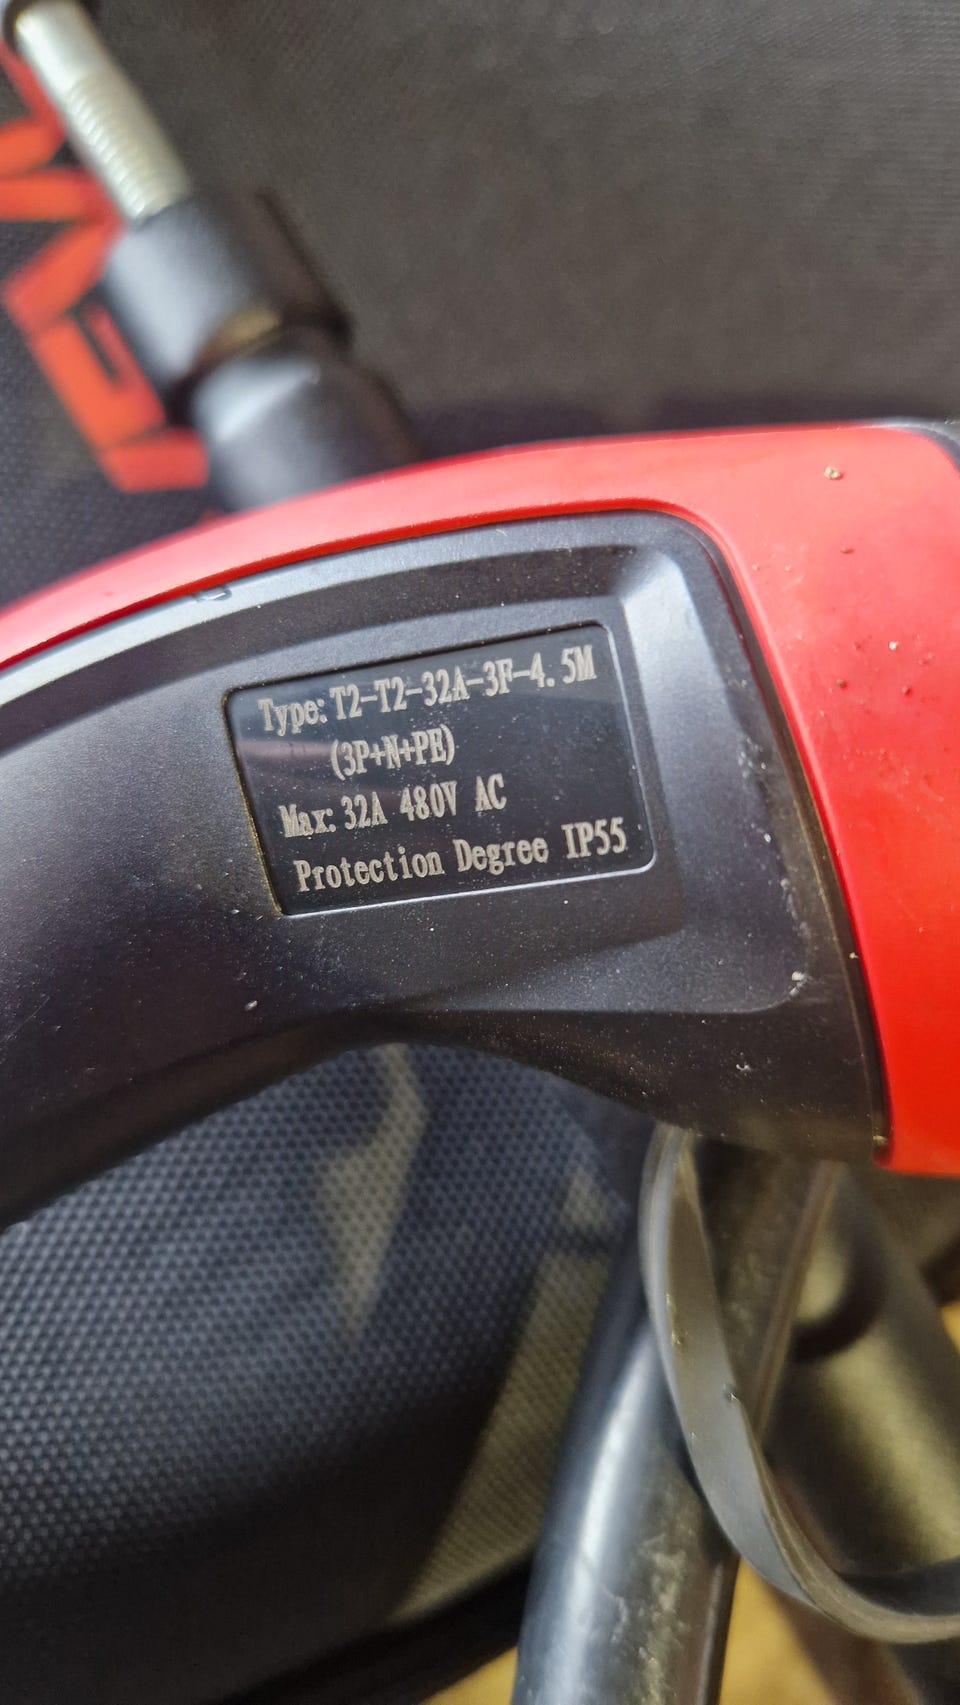 Type: T2-T2-32A-3F-4.5M
(3P+N+PE)
Max: 32A 480V AC
Protection Degree IP55